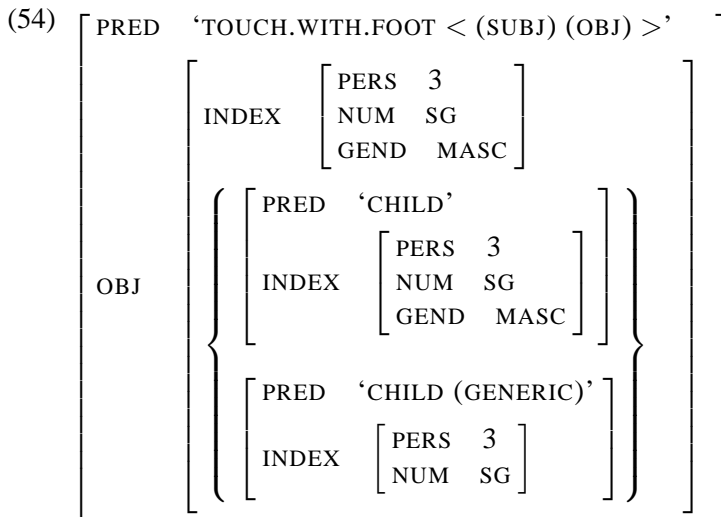 (54) PRED ‘TOUCH.WITH.FOOT < (SUBJ) (OBJ) >’
PERS 3
INDEX NUM SG
GEND MASC
PRED ‘CHILD’
PERS 3
OBJ INDEX NUM SG
GEND MASC
PRED ‘CHILD (GENERIC)’
PERS 3
INDEX NUM SG